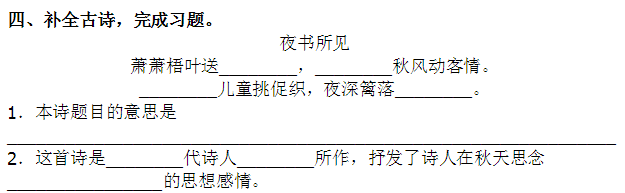 四、补全古诗，完成习题。
夜书所见
萧萧梧叶送________，________秋风动客情。
________儿童挑促织，夜深篱落________。
1．本诗题目的意思是
________________________________________________________________
2．这首诗是________代诗人________所作，抒发了诗人在秋天思念
________________的思想感情。